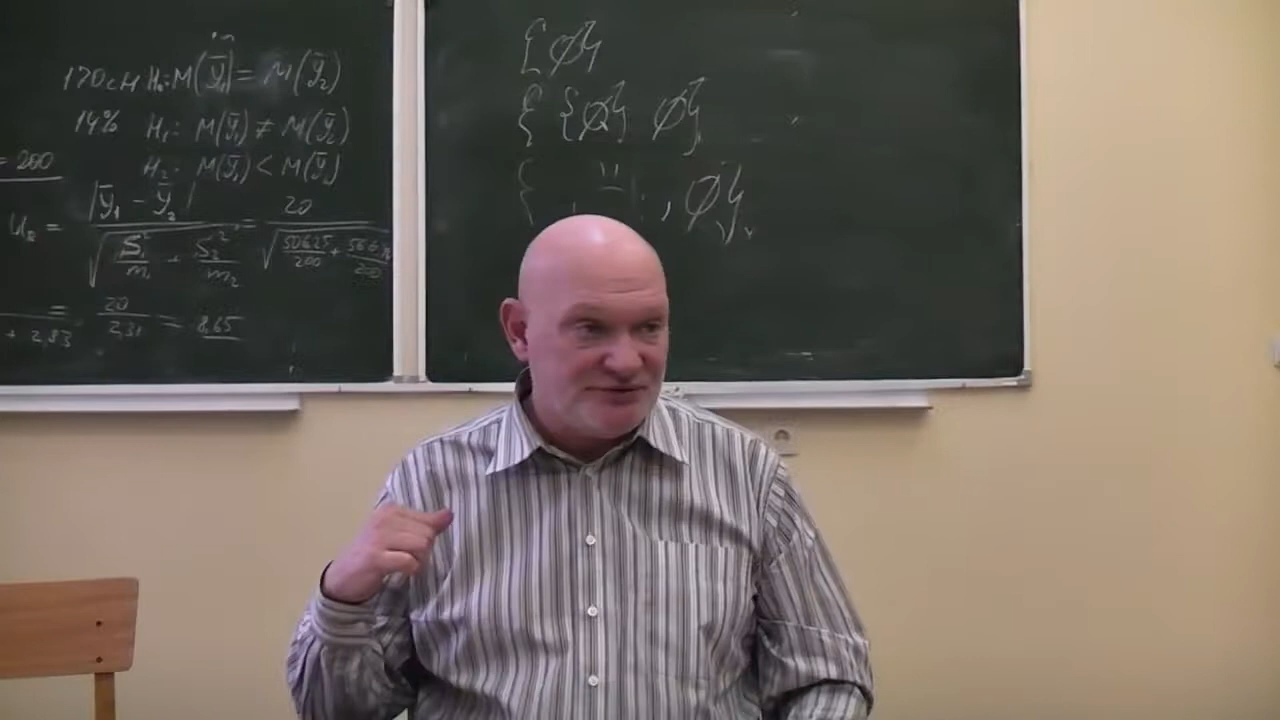 170см H₀: M(ȳ₁) = M(ȳ₂)
14% H₁: M(ȳ₁) ≠ M(ȳ₂)
= 200 H₂: M(ȳ₁) < M(ȳ₂)
|ȳ₁ - ȳ₂| 20
= =
S₁² + S₂² 50625 +
m₁ m₂ 200 200
= 20 = 8,65
+ 2,83 2,31
{∅}
{{∅} ∅}
{ " , ∅}